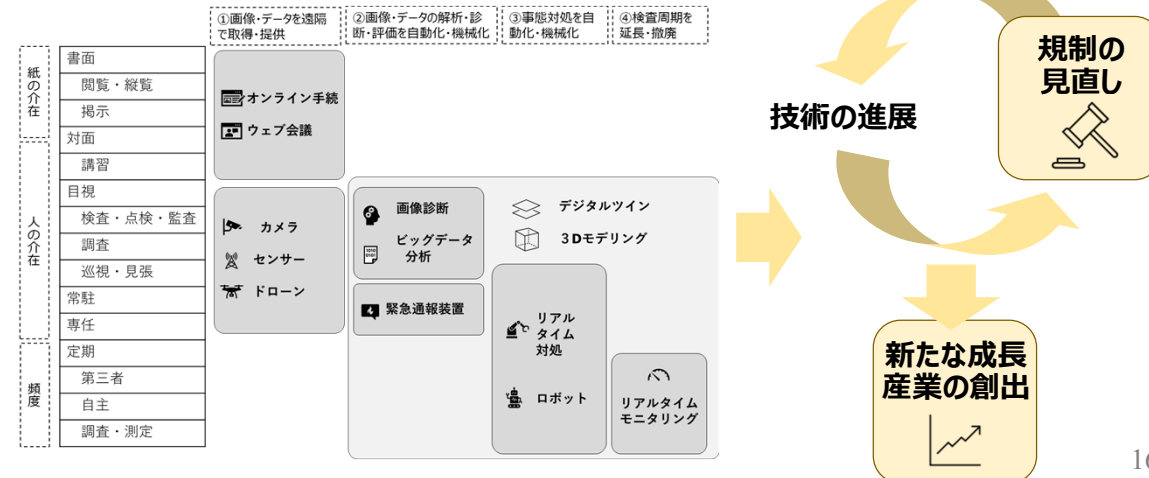 ①画像・データを遠隔
で取得・提供
②画像・データの解析・診
断・評価を自動化・機械化
③事態対処を自
動化・機械化
④検査周期を
延長・撤廃
紙の介在
書面
閲覧・縦覧
掲示
人の介在
対面
講習
目視
検査・点検・監査
調査
巡視・見張
常駐
専任
頻度
定期
第三者
自主
調査・測定
オンライン手続
ウェブ会議
カメラ
センサー
ドローン
画像診断
ビッグデータ
分析
緊急通報装置
デジタルツイン
3Dモデリング
リアル
タイム
対処
ロボット
リアルタイム
モニタリング
技術の進展
規制の
見直し
新たな成長
産業の創出
16